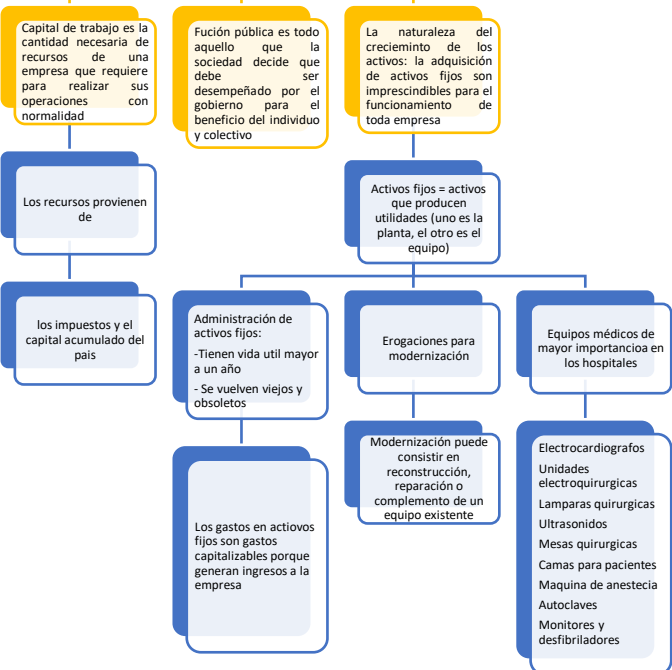 Capital de trabajo es la
cantidad necesaria de
recursos de una
empresa que requiere
para realizar sus
operaciones con
normalidad
Fución pública es todo
aquello que la
sociedad decide que
debe ser
desempeñado por el
gobierno para el
beneficio del individuo
y colectivo
La naturaleza del
creciemiento de los
activos: la adquisición
de activos fijos son
imprescindibles para el
funcionamiento de
toda empresa
Los recursos provienen
de
Activos fijos = activos
que producen
utilidades (uno es la
planta, el otro es el
equipo)
los impuestos y el
capital acumulado del
pais
Administración de
activos fijos:
-Tienen vida util mayor
a un año
- Se vuelven viejos y
obsoletos
Erogaciones para
modernización
Equipos médicos de
mayor importancioa en
los hospitales
Los gastos en actiovos
fijos son gastos
capitalizables porque
generan ingresos a la
empresa
Modernización puede
consistir en
reconstrucción,
reparación o
complemento de un
equipo existente
Electrocardiografos
Unidades
electroquirurgicas
Lamparas quirurgicas
Ultrasonidos
Mesas quirurgicas
Camas para pacientes
Maquina de anestecia
Autoclaves
Monitores y
desfibriladores